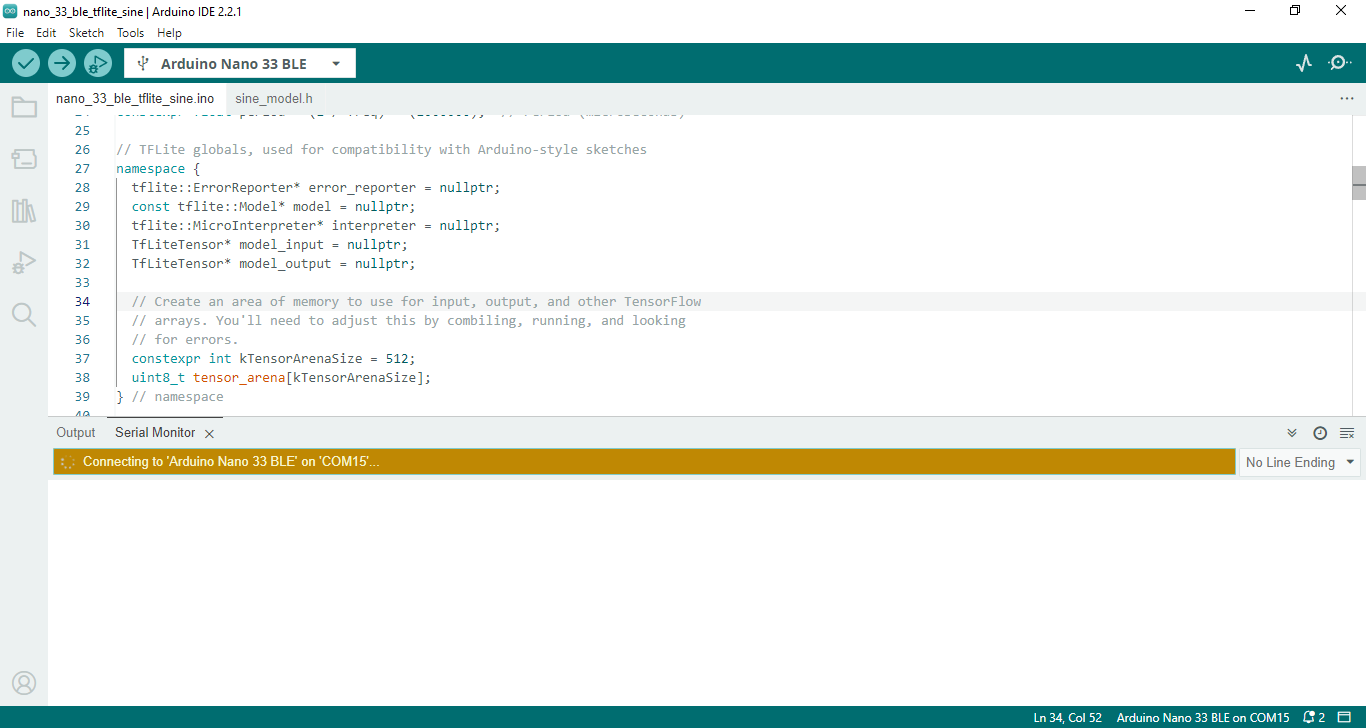 nano_33_ble_tflite_sine | Arduino IDE 2.2.1
File Edit Sketch Tools Help
Arduino Nano 33 BLE
nano_33_ble_tflite_sine.ino sine_model.h
25
26 // TFLite globals, used for compatibility with Arduino-style sketches
27 namespace {
28 tflite::ErrorReporter* error_reporter = nullptr;
29 const tflite::Model* model = nullptr;
30 tflite::MicroInterpreter* interpreter = nullptr;
31 TfLiteTensor* model_input = nullptr;
32 TfLiteTensor* model_output = nullptr;
33
34 // Create an area of memory to use for input, output, and other TensorFlow
35 // arrays. You'll need to adjust this by combiling, running, and looking
36 // for errors.
37 constexpr int kTensorArenaSize = 512;
38 uint8_t tensor_arena[kTensorArenaSize];
39 } // namespace
40
Output Serial Monitor
Connecting to 'Arduino Nano 33 BLE' on 'COM15'...
No Line Ending
Ln 34, Col 52 Arduino Nano 33 BLE on COM15 2